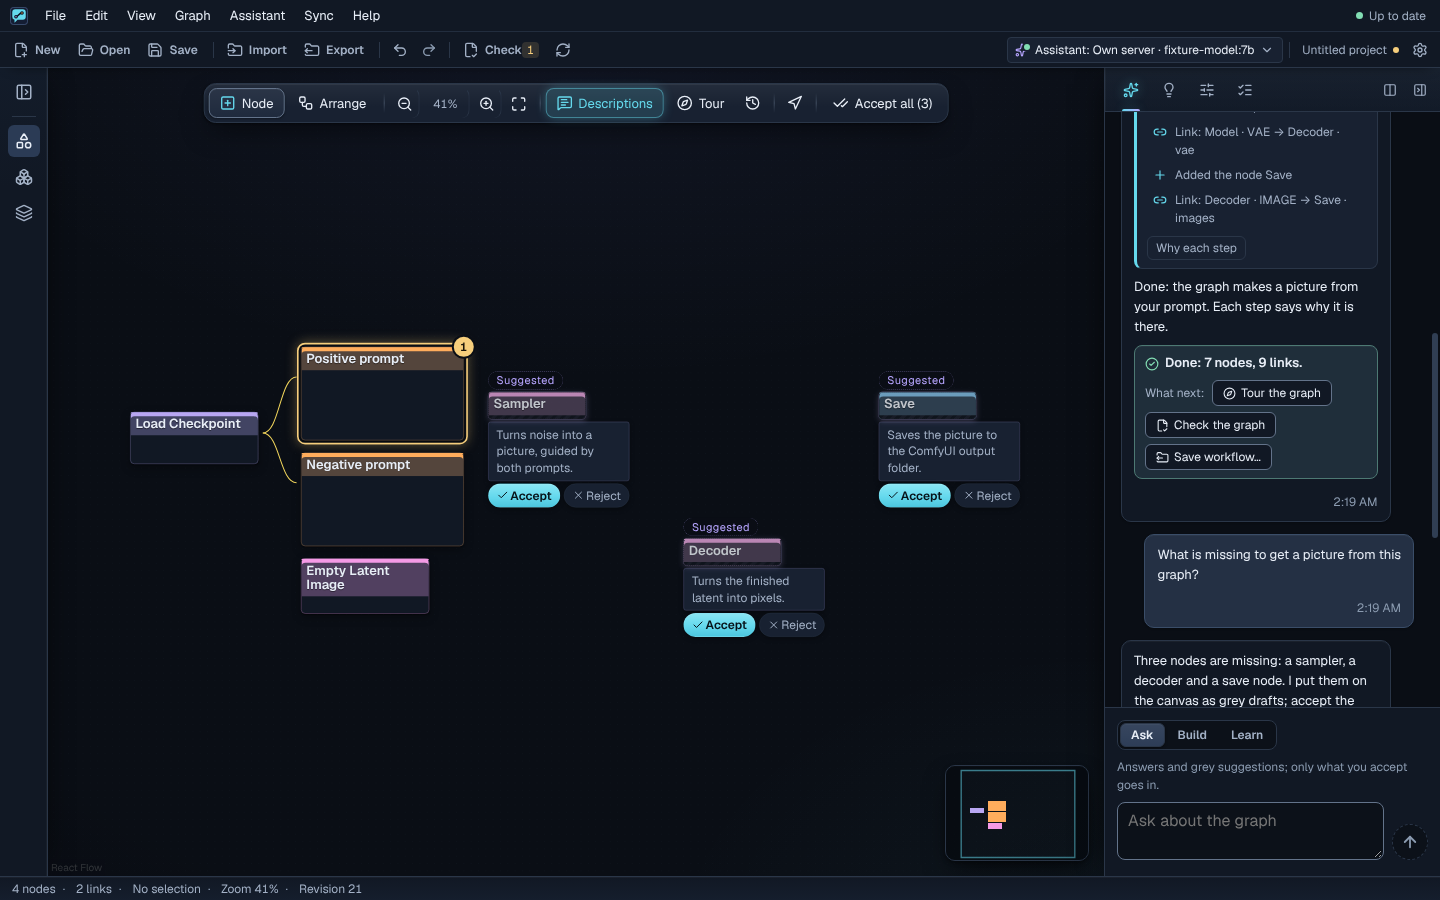 File Edit View Graph Assistant Sync Help
Up to date
New Open Save Import Export Check 1
Assistant: Own server · fixture-model:7b
Untitled project
Node Arrange 41% Descriptions Tour Accept all (3)
Positive prompt
1
Load Checkpoint
Negative prompt
Empty Latent
Image
Suggested
Sampler
Turns noise into a
picture, guided by
both prompts.
Accept Reject
Suggested
Decoder
Turns the finished
latent into pixels.
Accept Reject
Suggested
Save
Saves the picture to
the ComfyUI output
folder.
Accept Reject
React Flow
Link: Model · VAE → Decoder ·
vae
Added the node Save
Link: Decoder · IMAGE → Save ·
images
Why each step
Done: the graph makes a picture from
your prompt. Each step says why it is
there.
Done: 7 nodes, 9 links.
What next: Tour the graph
Check the graph
Save workflow…
2:19 AM
What is missing to get a picture from this
graph?
2:19 AM
Three nodes are missing: a sampler, a
decoder and a save node. I put them on
the canvas as grey drafts; accept the
Ask Build Learn
Answers and grey suggestions; only what you accept
goes in.
Ask about the graph
4 nodes · 2 links · No selection · Zoom 41% · Revision 21